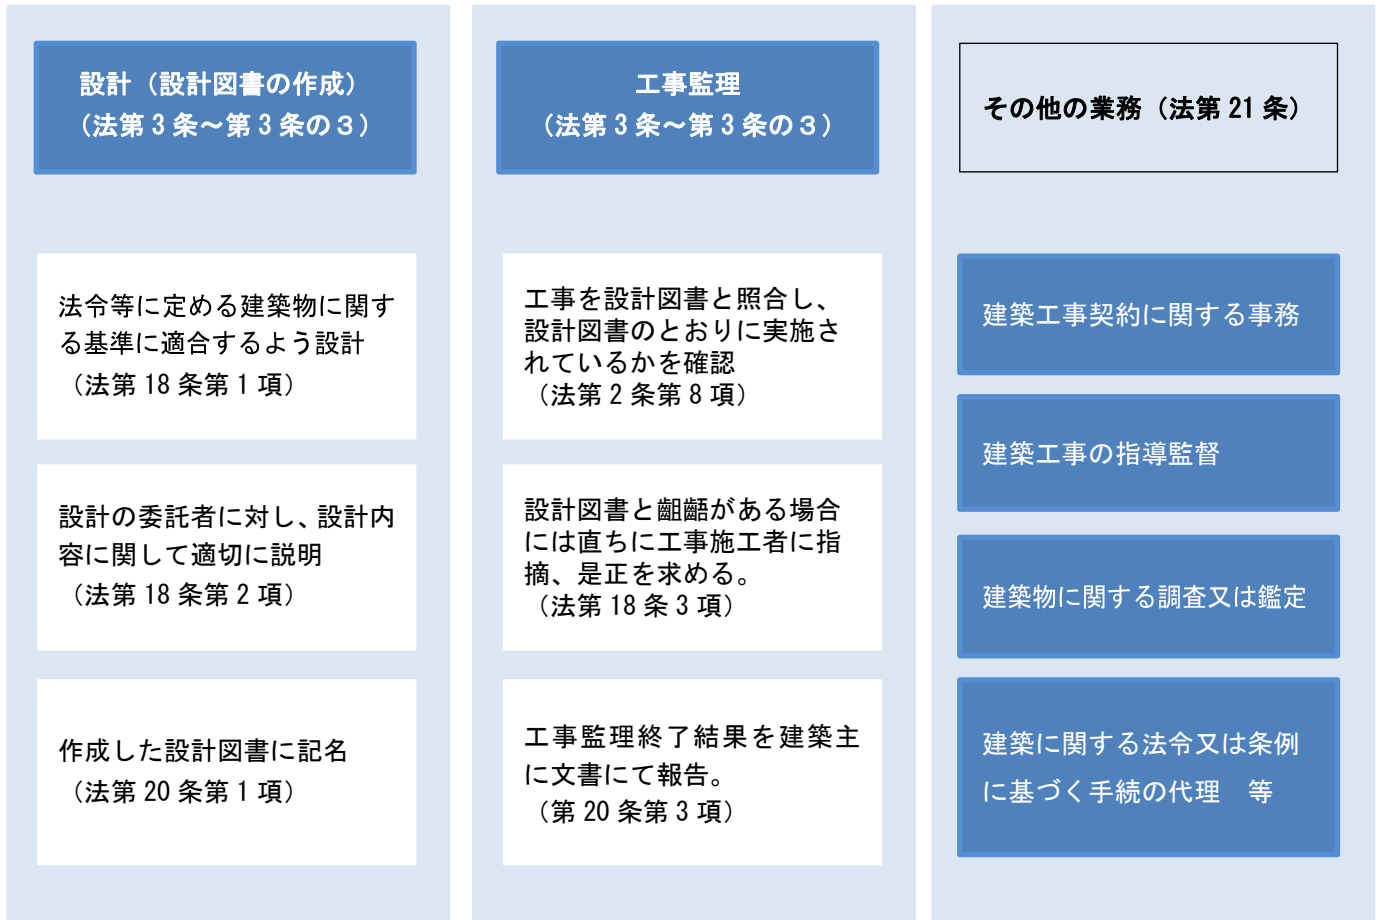 設計（設計図書の作成）
（法第３条～第３条の３）
法令等に定める建築物に関す
る基準に適合するよう設計
（法第 18 条第 1 項）
設計の委託者に対し、設計内
容に関して適切に説明
（法第 18 条第 2 項）
作成した設計図書に記名
（法第 20 条第 1 項）
工事監理
（法第３条～第３条の３）
工事を設計図書と照合し、
設計図書のとおりに実施さ
れているかを確認
（法第 2 条第 8 項）
設計図書と齟齬がある場合
には直ちに工事施工者に指
摘、是正を求める。
（法第 18 条 3 項）
工事監理終了結果を建築主
に文書にて報告。
（第 20 条第 3 項）
その他の業務（法第 21 条）
建築工事契約に関する事務
建築工事の指導監督
建築物に関する調査又は鑑定
建築に関する法令又は条例
に基づく手続の代理　等